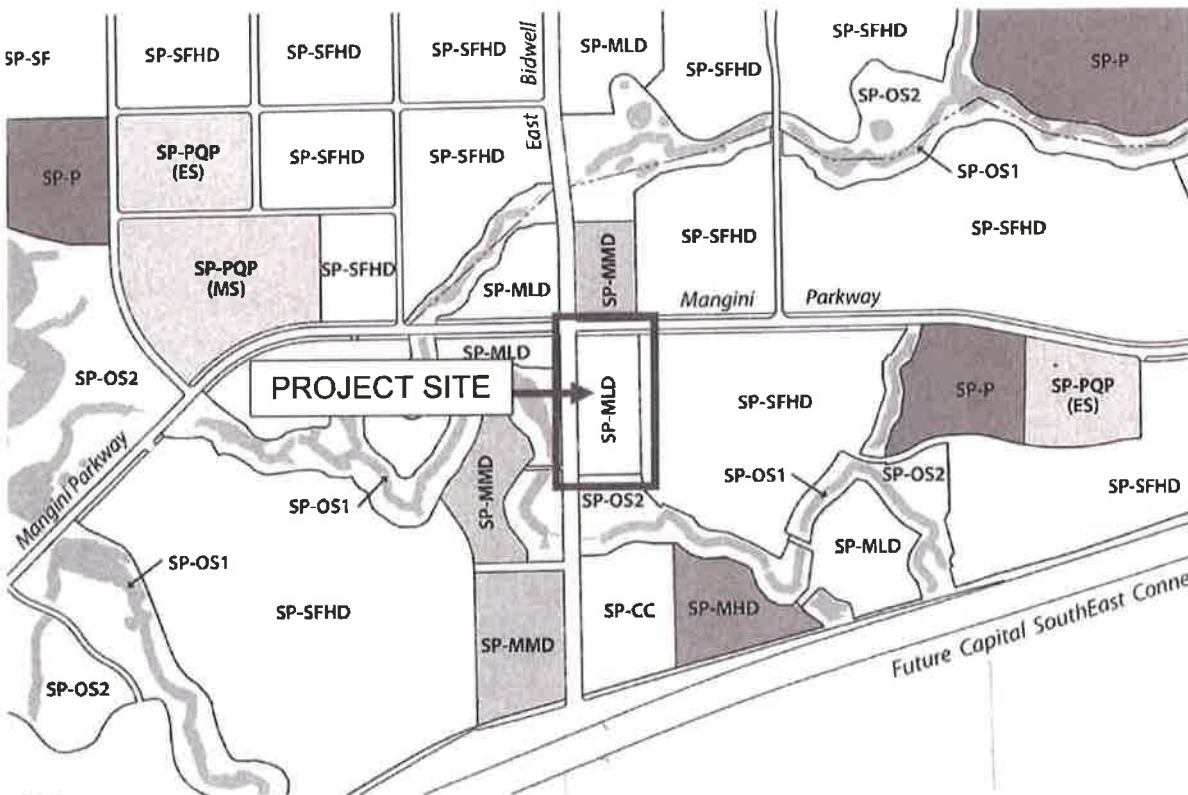 SP-SF
SP-SFHD
SP-SFHD
SP-SFHD
East Bidwell
SP-MLD
SP-SFHD
SP-SFHD
SP-P
SP-OS2
SP-P
SP-PQP
(ES)
SP-SFHD
SP-SFHD
SP-OS1
SP-PQP
(MS)
SP-SFHD
SP-MLD
SP-MMD
SP-SFHD
SP-SFHD
Mangini Parkway
SP-OS2
SP-MLD
PROJECT SITE
SP-MLD
SP-SFHD
SP-P
SP-PQP
(ES)
Mangini Parkway
SP-OS1
SP-MMD
SP-OS2
SP-OS1
SP-OS2
SP-SFHD
SP-MLD
SP-OS1
SP-SFHD
SP-MMD
SP-CC
SP-MHD
SP-OS2
Future Capital SouthEast Conne